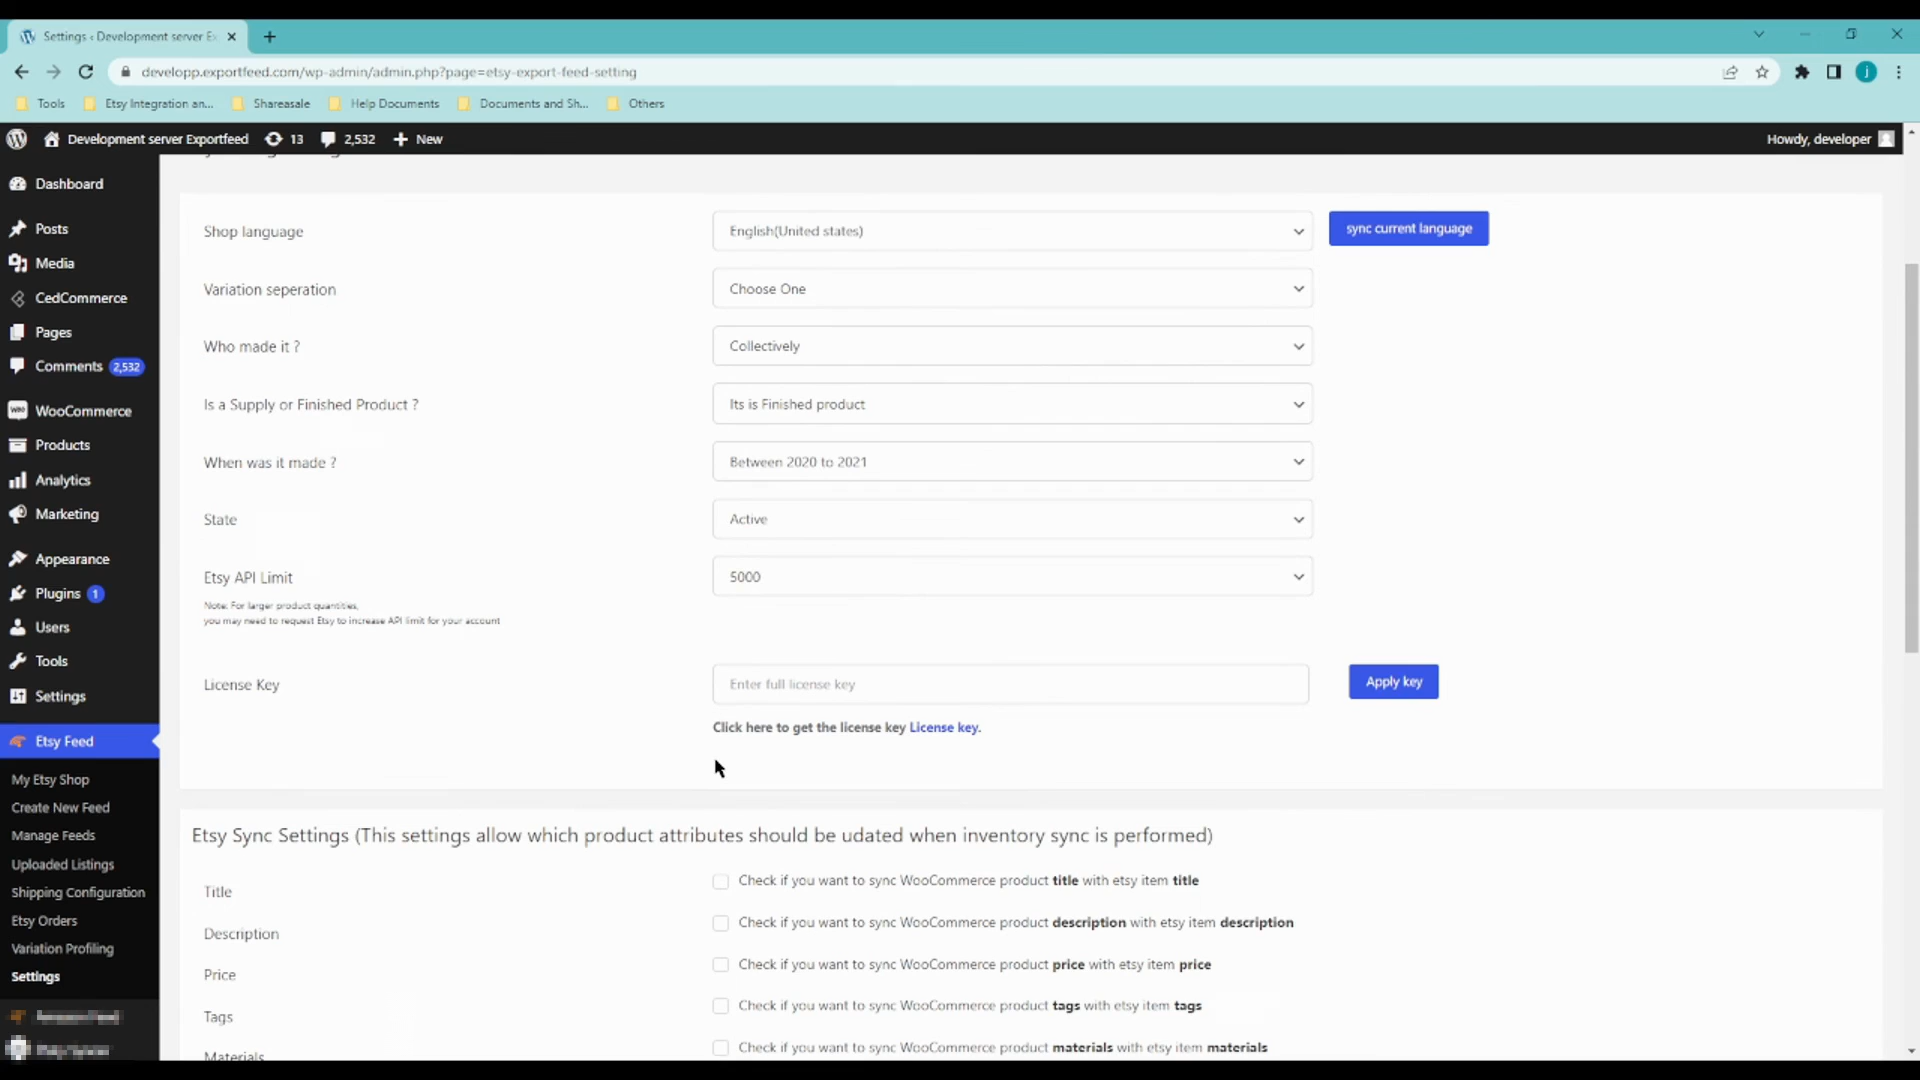 Settings ‹ Development server E
developp.exportfeed.com/wp-admin/admin.php?page=etsy-export-feed-setting
j
Tools
Etsy Integration an...
Shareasale
Help Documents
Documents and Sh...
Others
Development server Exportfeed
13
2,532
New
Howdy, developer
Dashboard
Posts
Media
CedCommerce
Pages
Comments 2,532
WooCommerce
Products
Analytics
Marketing
Appearance
Plugins 1
Users
Tools
Settings
Etsy Feed
My Etsy Shop
Create New Feed
Manage Feeds
Uploaded Listings
Shipping Configuration
Etsy Orders
Variation Profiling
Settings
Shop language
English(United states)
sync current language
Variation seperation
Choose One
Who made it ?
Collectively
Is a Supply or Finished Product ?
Its is Finished product
When was it made ?
Between 2020 to 2021
State
Active
Etsy API Limit
5000
Note: For larger product quantities,
you may need to request Etsy to increase API limit for your account
License Key
Enter full license key
Apply key
Click here to get the license key License key.
Etsy Sync Settings (This settings allow which product attributes should be udated when inventory sync is performed)
Title
Check if you want to sync WooCommerce product title with etsy item title
Description
Check if you want to sync WooCommerce product description with etsy item description
Price
Check if you want to sync WooCommerce product price with etsy item price
Tags
Check if you want to sync WooCommerce product tags with etsy item tags
Materials
Check if you want to sync WooCommerce product materials with etsy item materials